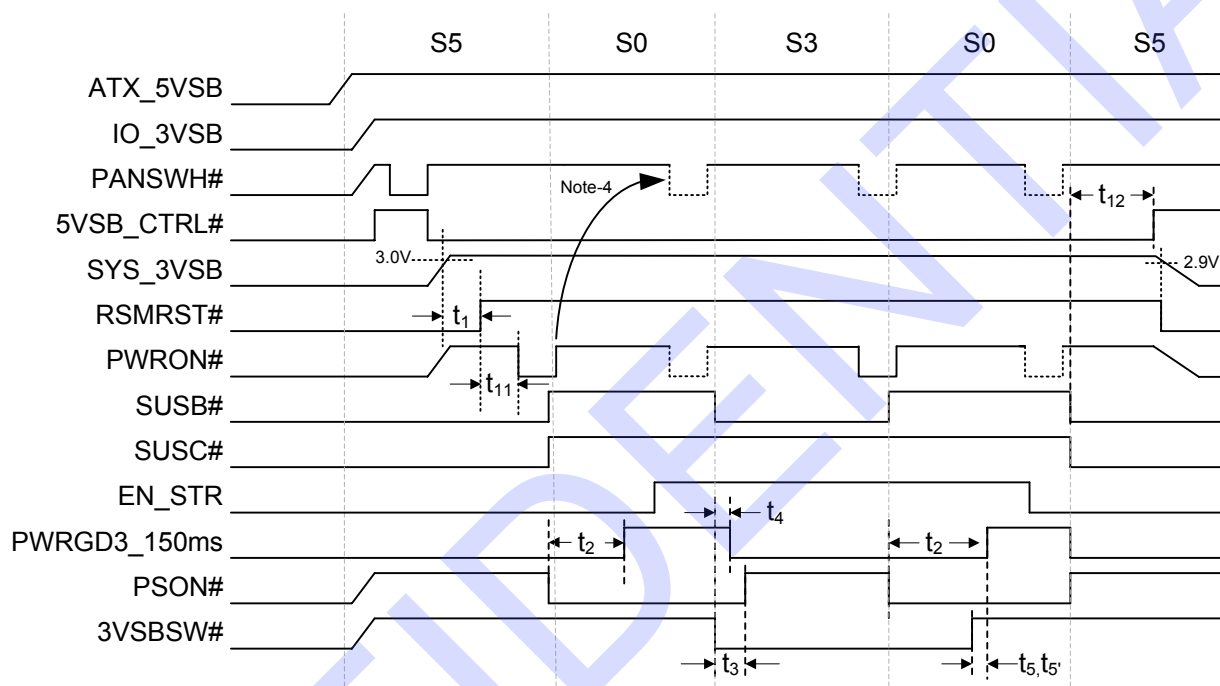 S5 S0 S3 S0 S5
ATX_5VSB
IO_3VSB
PANSWH#
Note-4
t12
5VSB_CTRL#
3.0V
SYS_3VSB
2.9V
RSMRST#
t1
PWRON#
t11
SUSB#
SUSC#
EN_STR
t4
PWRGD3_150ms
t2 t2
PSON#
3VSBSW#
t3 t5,t5'